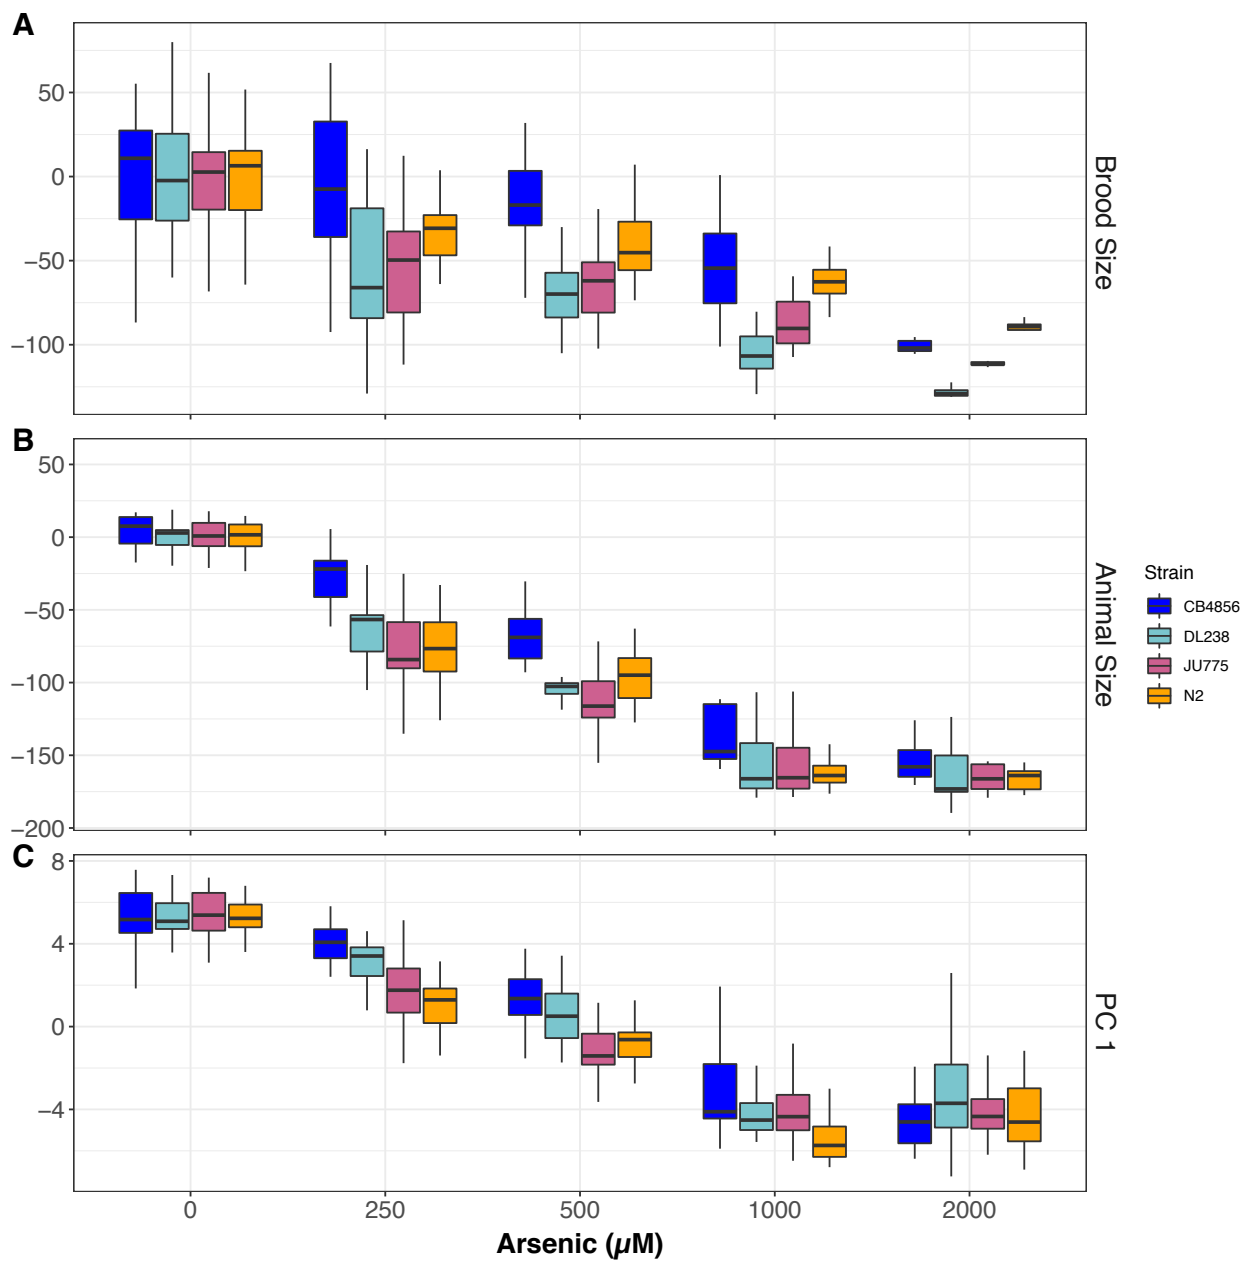 A
50
0
−50
−100
Brood Size
B
50
0
−50
−100
−150
−200
Animal Size
Strain
CB4856
DL238
JU775
N2
C
8
4
0
−4
PC 1
0 250 500 1000 2000
Arsenic (µM)